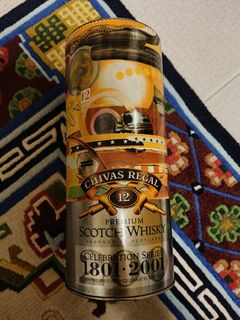 12
CHIVAS REGAL
12
PREMIUM
SCOTCH WHISKY
CELEBRATION SERIES
1801·2001